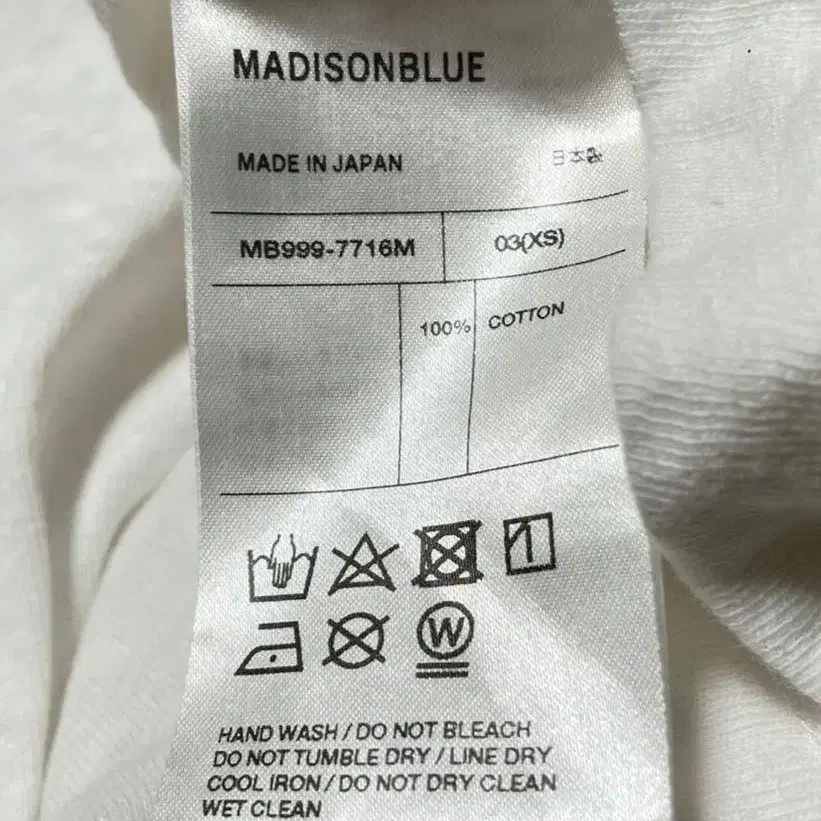 MADISONBLUE
MADE IN JAPAN 日本製
MB999-7716M 03(XS)
100% COTTON
W
HAND WASH / DO NOT BLEACH
DO NOT TUMBLE DRY / LINE DRY
COOL IRON / DO NOT DRY CLEAN
WET CLEAN